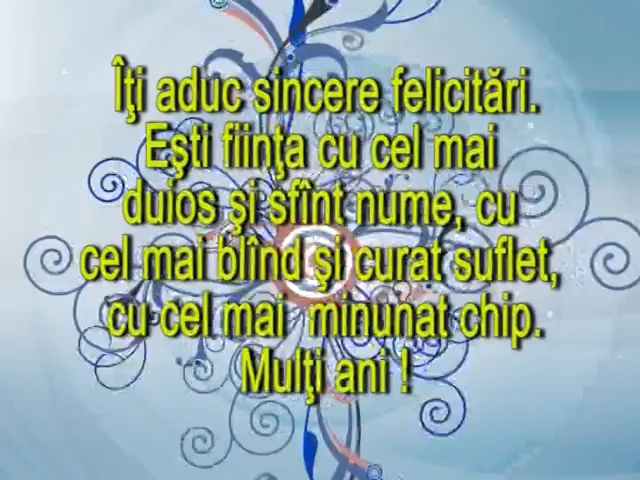 Îţi aduc sincere felicitări.
Eşti fiinţa cu cel mai
duios şi sfînt nume, cu
cel mai blînd şi curat suflet,
cu cel mai minunat chip.
Mulţi ani !